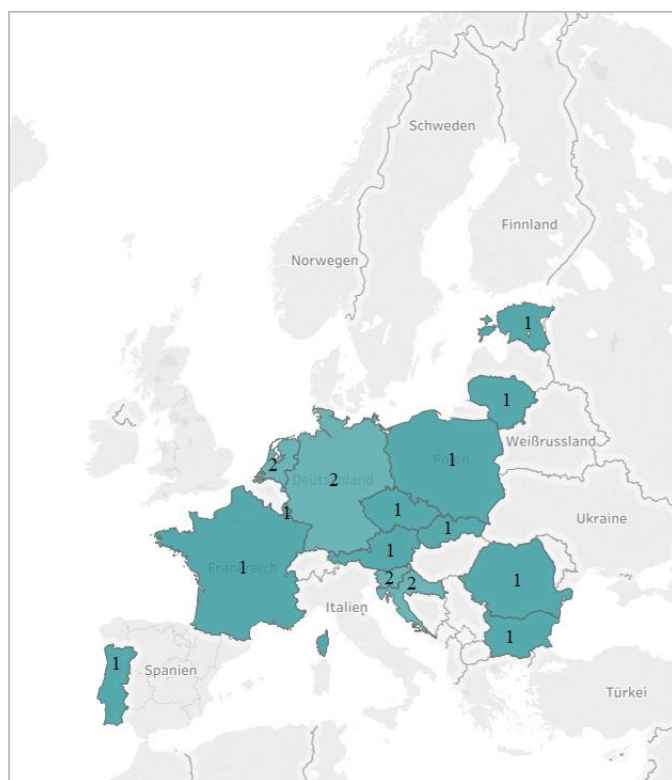 Schweden
Finnland
Norwegen
1
1
Weißrussland
Polen
1
2
Deutschland
2
1
1
1
Ukraine
1
Frankreich
1
2
2
1
Italien
1
1
Spanien
Türkei